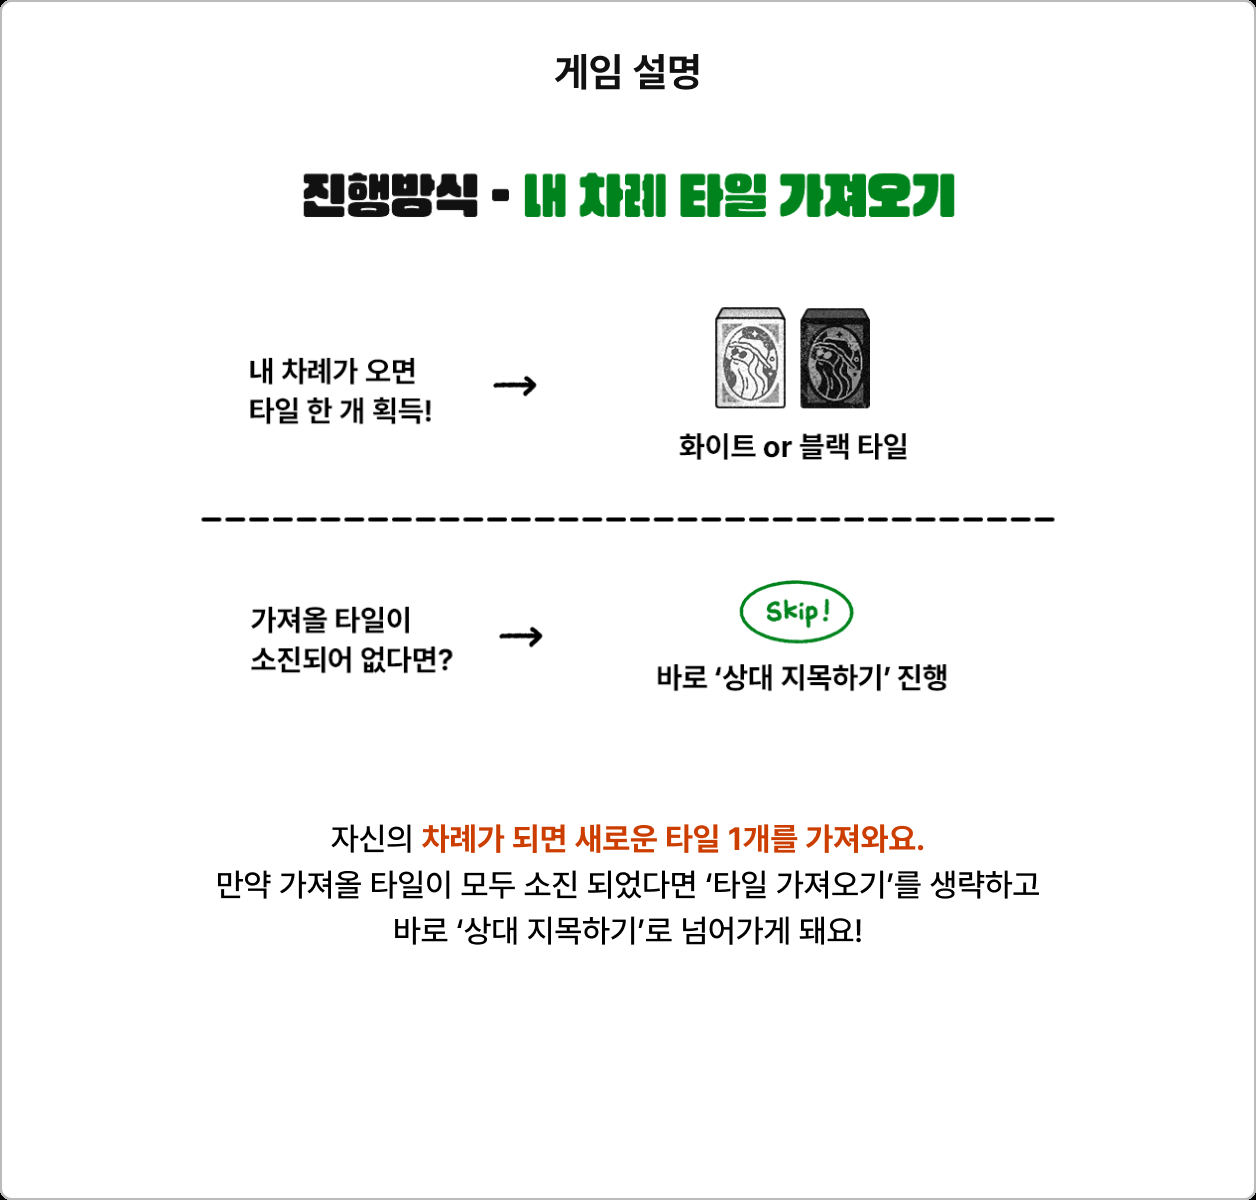 게임 설명
진행방식 - 내 차례 타일 가져오기
내 차례가 오면
타일 한 개 획득!
→
화이트 or 블랙 타일
가져올 타일이
소진되어 없다면?
→
Skip!
바로 ‘상대 지목하기’ 진행
자신의 차례가 되면 새로운 타일 1개를 가져와요.
만약 가져올 타일이 모두 소진 되었다면 ‘타일 가져오기’를 생략하고
바로 ‘상대 지목하기’로 넘어가게 돼요!